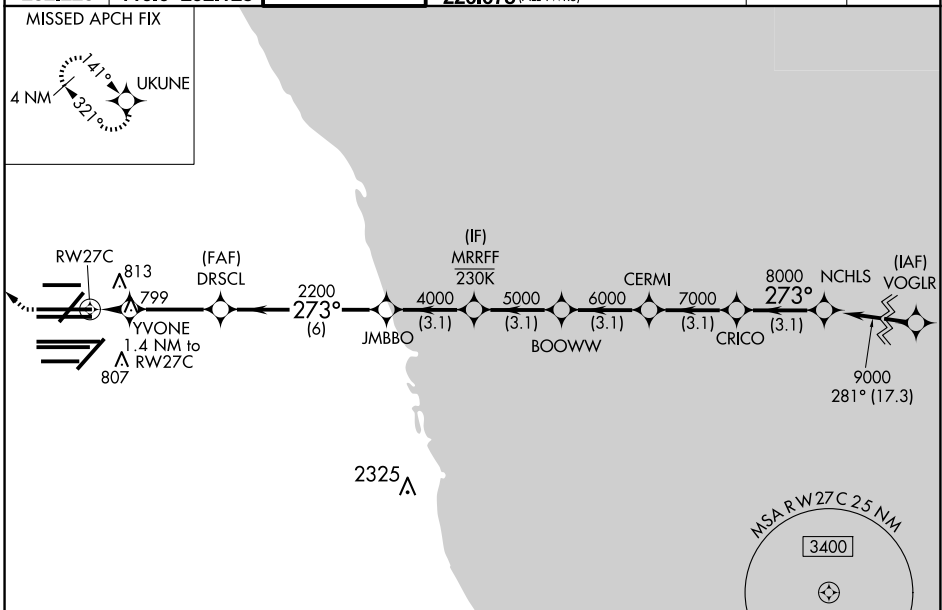 MISSED APCH FIX
141°
UKUNE
4 NM
321°
RW27C
813
799
YVONE
1.4 NM to
RW27C
807
(FAF)
DRSCL
2200
273°
(6)
JMBBO
(IF)
MRRFF
230K
4000
(3.1)
5000
(3.1)
BOOWW
6000
(3.1)
CERMI
7000
(3.1)
CRICO
8000
273°
(3.1)
NCHLS
(IAF)
VOGLR
9000
281° (17.3)
2325
MSA RW27C 25 NM
3400